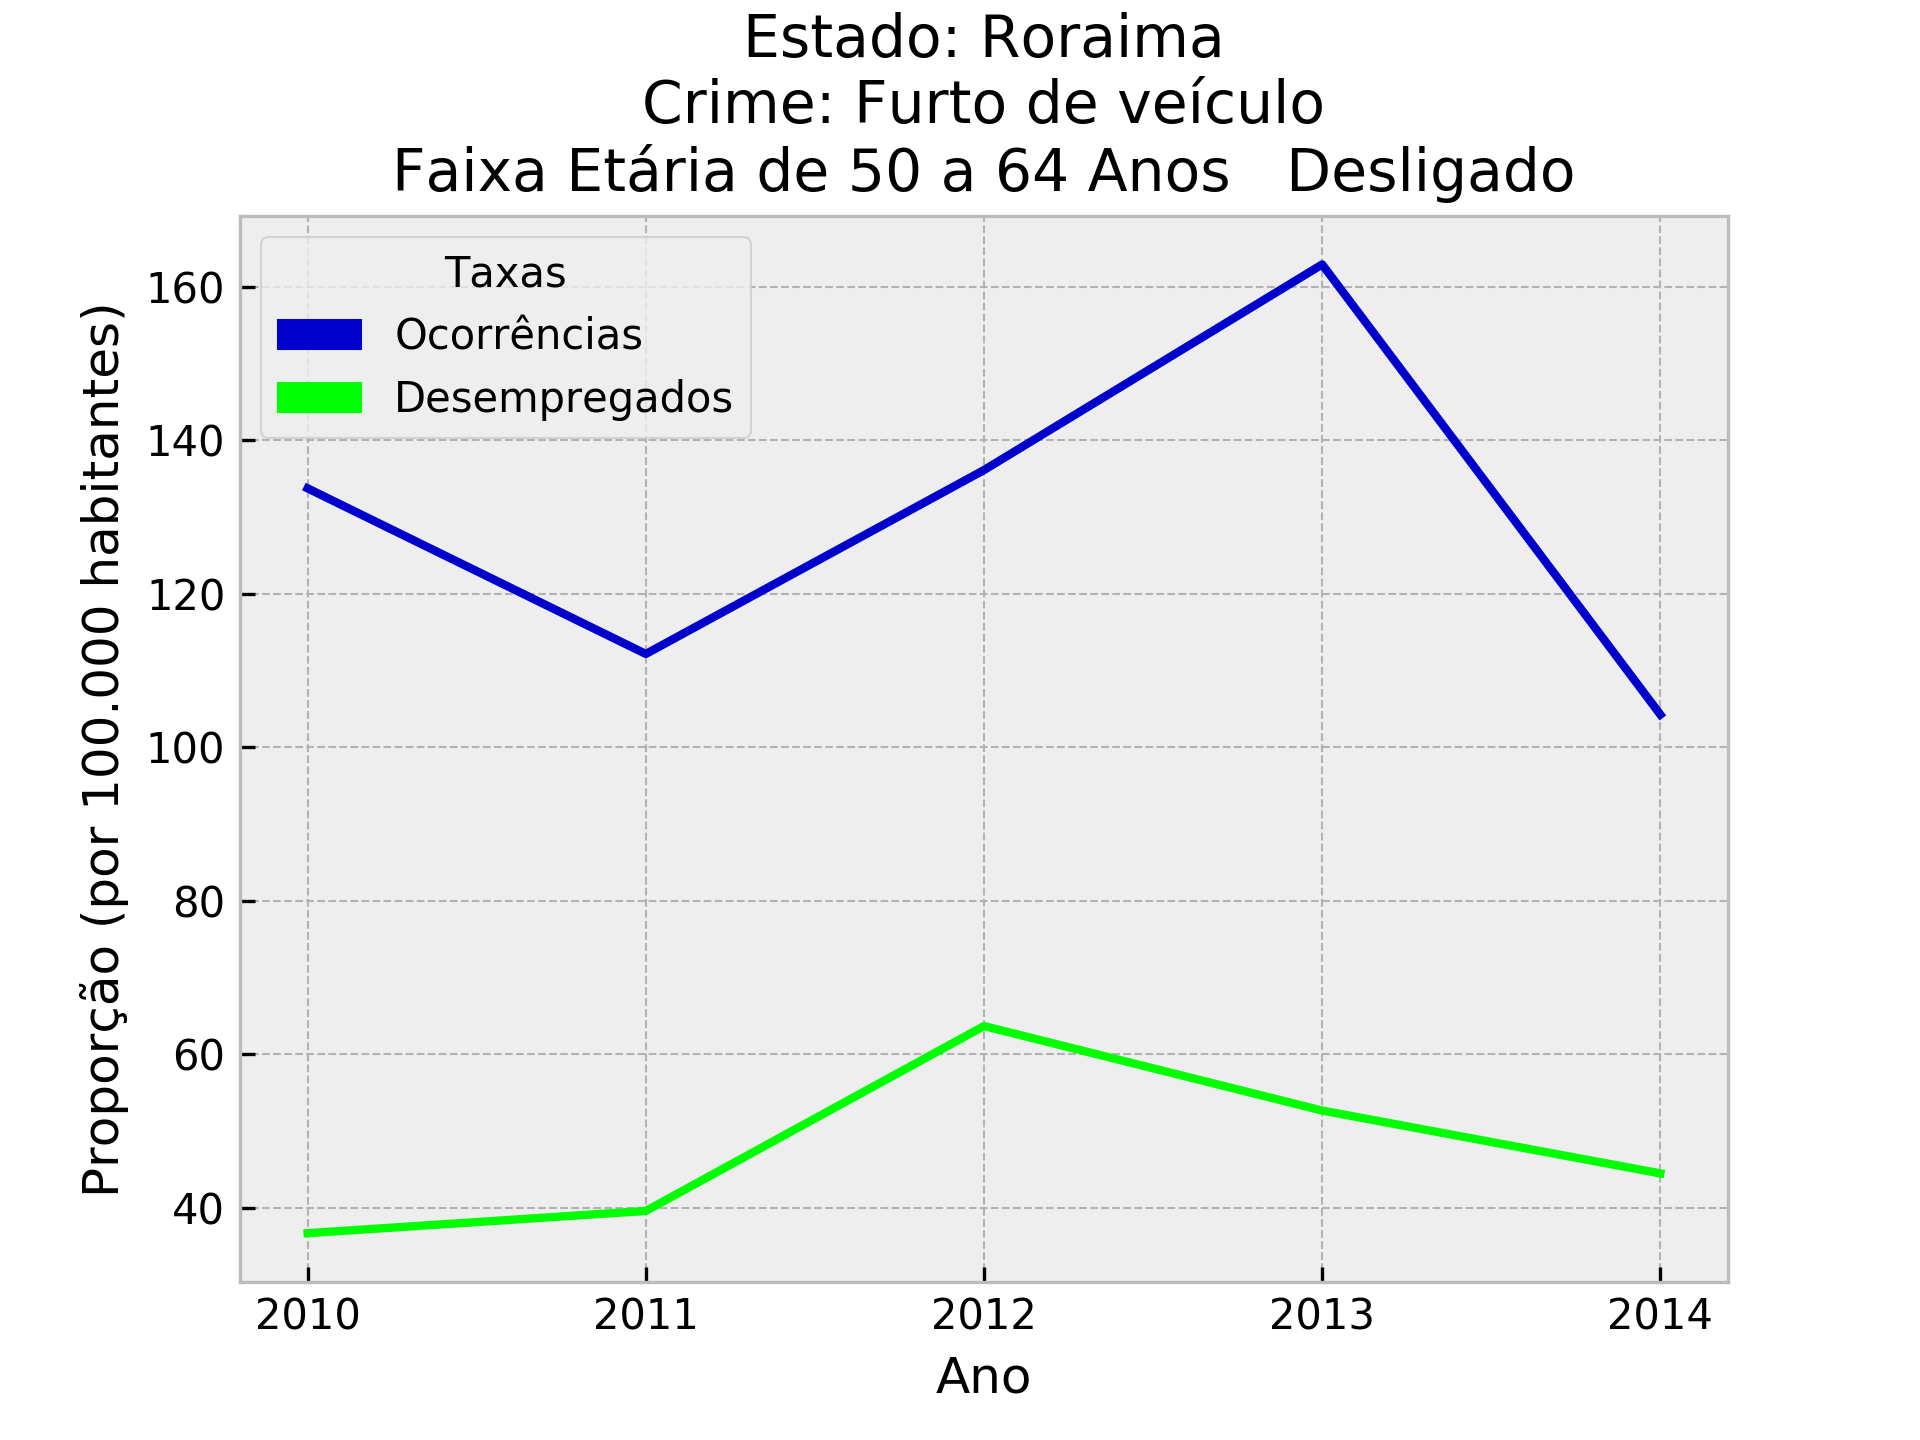 Estado: Roraima
Crime: Furto de veículo
Faixa Etária de 50 a 64 Anos   Desligado
Taxas
Ocorrências
Desempregados
Proporção (por 100.000 habitantes)
160
140
120
100
80
60
40
2010
2011
2012
2013
2014
Ano